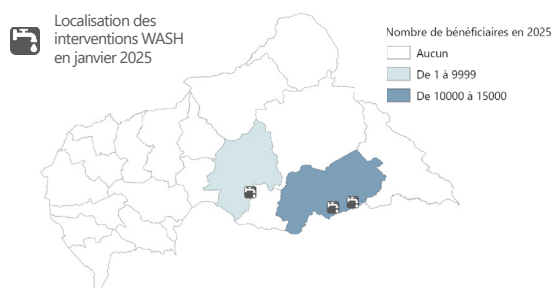 Localisation des
interventions WASH
en janvier 2025
Nombre de bénéficiaires en 2025
Aucun
De 1 à 9999
De 10000 à 15000